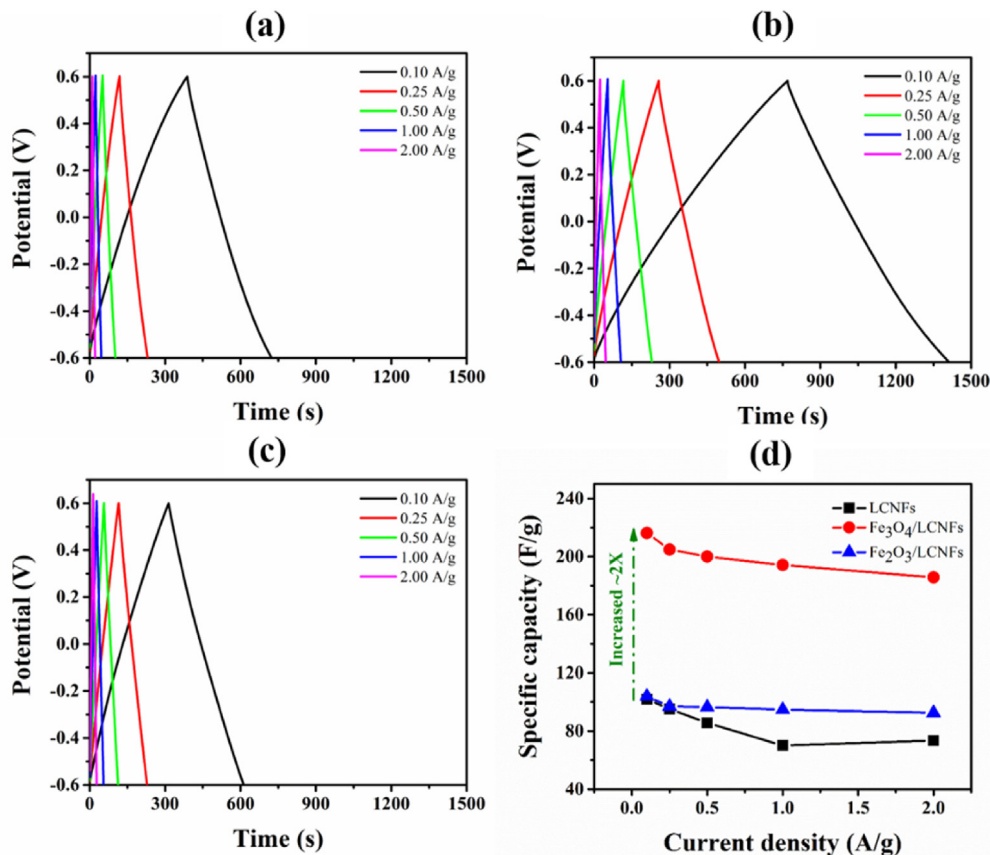 (a)
0.10 A/g
0.25 A/g
0.50 A/g
1.00 A/g
2.00 A/g
0.6
0.4
0.2
0.0
-0.2
-0.4
-0.6
0 300 600 900 1200 1500
Potential (V)
Time (s)
(b)
0.10 A/g
0.25 A/g
0.50 A/g
1.00 A/g
2.00 A/g
0.6
0.4
0.2
0.0
-0.2
-0.4
-0.6
0 300 600 900 1200 1500
Potential (V)
Time (s)
(c)
0.10 A/g
0.25 A/g
0.50 A/g
1.00 A/g
2.00 A/g
0.6
0.4
0.2
0.0
-0.2
-0.4
-0.6
0 300 600 900 1200 1500
Potential (V)
Time (s)
(d)
LCNFs
Fe₃O₄/LCNFs
Fe₂O₃/LCNFs
240
200
160
120
80
40
0.0 0.5 1.0 1.5 2.0
Increased ~2X
Specific capacity (F/g)
Current density (A/g)